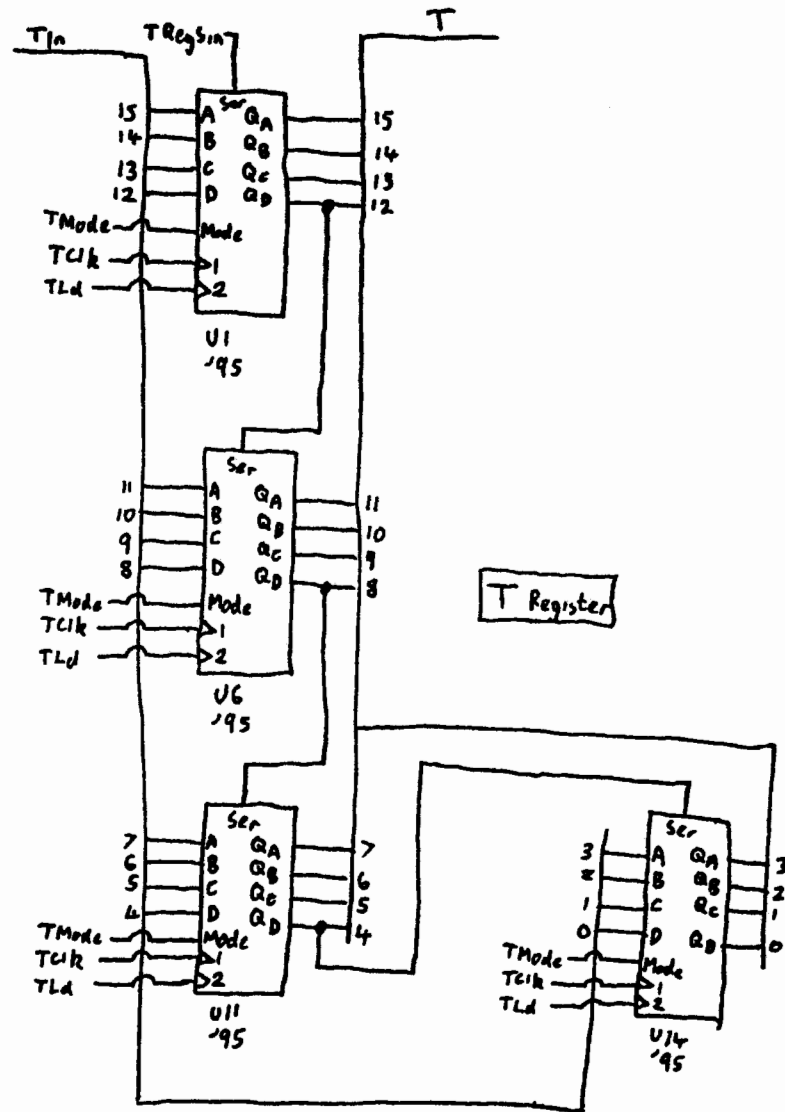 TIn
TRegSin
T
Ser
15 A QA 15
14 B QB 14
13 C QC 13
12 D QD 12
TMode Mode
TClk 1
TLd 2
U1
'95
Ser
11 A QA 11
10 B QB 10
9 C QC 9
8 D QD 8
TMode Mode
TClk 1
TLd 2
U6
'95
T Register
Ser
7 A QA 7
6 B QB 6
5 C QC 5
4 D QD 4
TMode Mode
TClk 1
TLd 2
U11
'95
Ser
3 A QA 3
2 B QB 2
1 C QC 1
0 D QD 0
TMode Mode
TClk 1
TLd 2
U14
'95